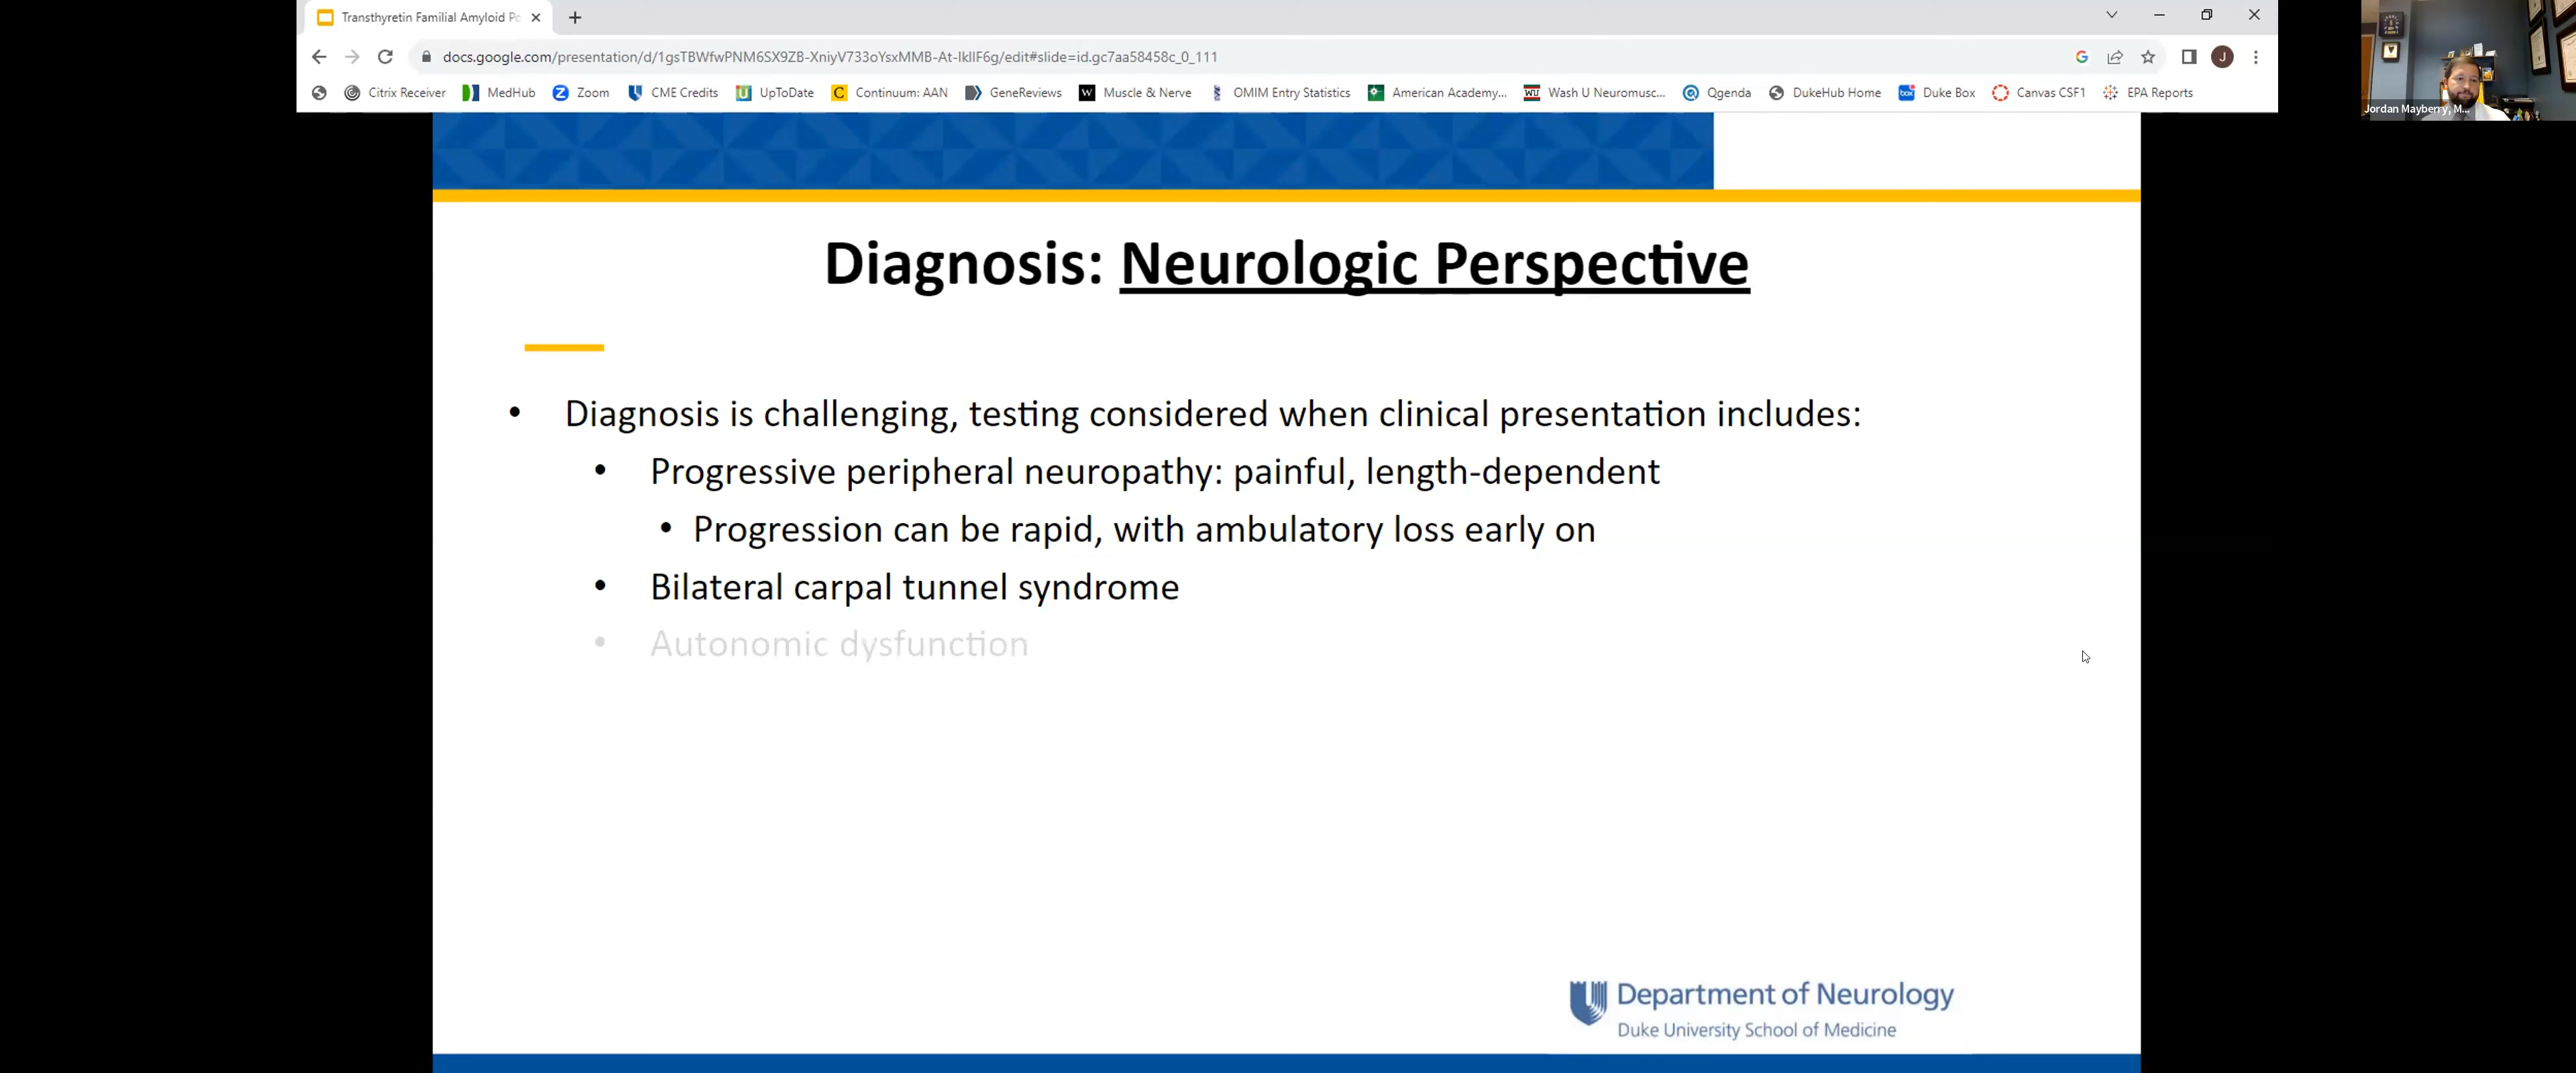 Transthyretin Familial Amyloid Po
docs.google.com/presentation/d/1gsTBWfwPNM6SX9ZB-XniyV733oYsxMMB-At-IkIIF6g/edit#slide=id.gc7aa58458c_0_111
J
Citrix Receiver MedHub Zoom CME Credits UpToDate Continuum: AAN GeneReviews Muscle & Nerve OMIM Entry Statistics American Academy... Wash U Neuromusc... Qgenda DukeHub Home Duke Box Canvas CSF1 EPA Reports
Jordan Mayberry, M...
Diagnosis: Neurologic Perspective
• Diagnosis is challenging, testing considered when clinical presentation includes:
• Progressive peripheral neuropathy: painful, length-dependent
• Progression can be rapid, with ambulatory loss early on
• Bilateral carpal tunnel syndrome
• Autonomic dysfunction
Department of Neurology
Duke University School of Medicine